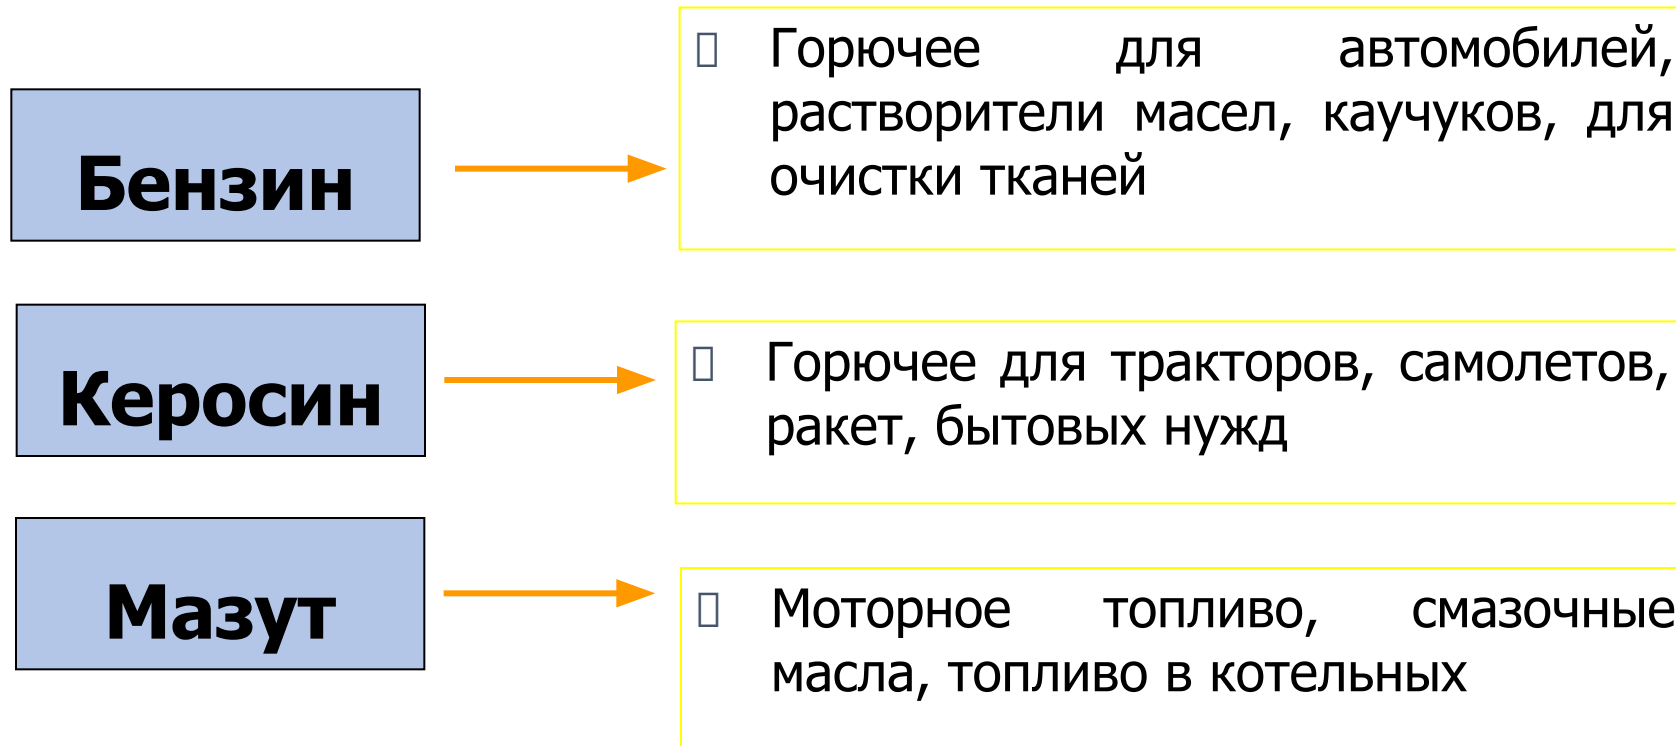 Бензин
Горючее для автомобилей,
растворители масел, каучуков, для
очистки тканей
Керосин
Горючее для тракторов, самолетов,
ракет, бытовых нужд
Мазут
Моторное топливо, смазочные
масла, топливо в котельных